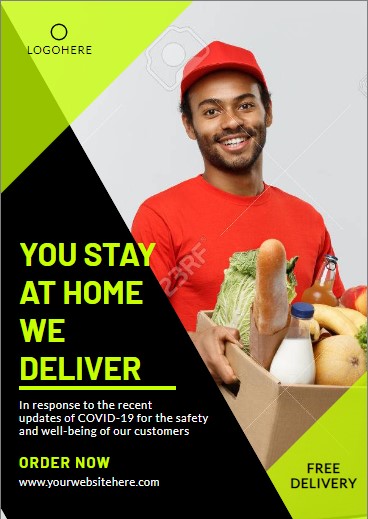 LOGOHERE
YOU STAY
AT HOME
WE
DELIVER
In response to the recent
updates of COVID-19 for the safety
and well-being of our customers
ORDER NOW
www.yourwebsitehere.com
FREE
DELIVERY